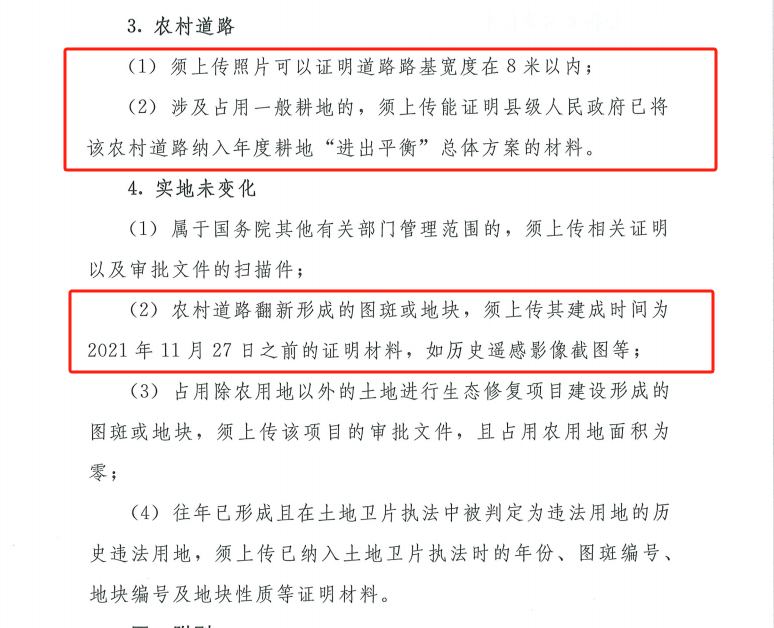 3. 农村道路
（1）须上传照片可以证明道路路基宽度在 8 米以内；
（2）涉及占用一般耕地的，须上传能证明县级人民政府已将
该农村道路纳入年度耕地“进出平衡”总体方案的材料。
4. 实地未变化
（1）属于国务院其他有关部门管理范围的，须上传相关证明
以及审批文件的扫描件；
（2）农村道路翻新形成的图斑或地块，须上传其建成时间为
2021 年 11 月 27 日之前的证明材料，如历史遥感影像截图等；
（3）占用除农用地以外的土地进行生态修复项目建设形成的
图斑或地块，须上传该项目的审批文件，且占用农用地面积为
零；
（4）往年已形成且在土地卫片执法中被判定为违法用地的历
史违法用地，须上传已纳入土地卫片执法时的年份、图斑编号、
地块编号及地块性质等证明材料。